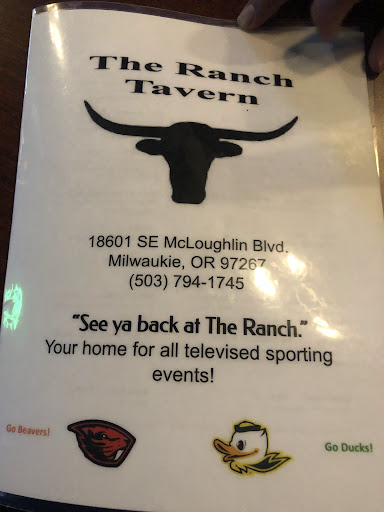 The Ranch
Tavern
18601 SE McLoughlin Blvd.
Milwaukie, OR 97267
(503) 794-1745
"See ya back at The Ranch."
Your home for all televised sporting
events!
Go Beavers!
Go Ducks!